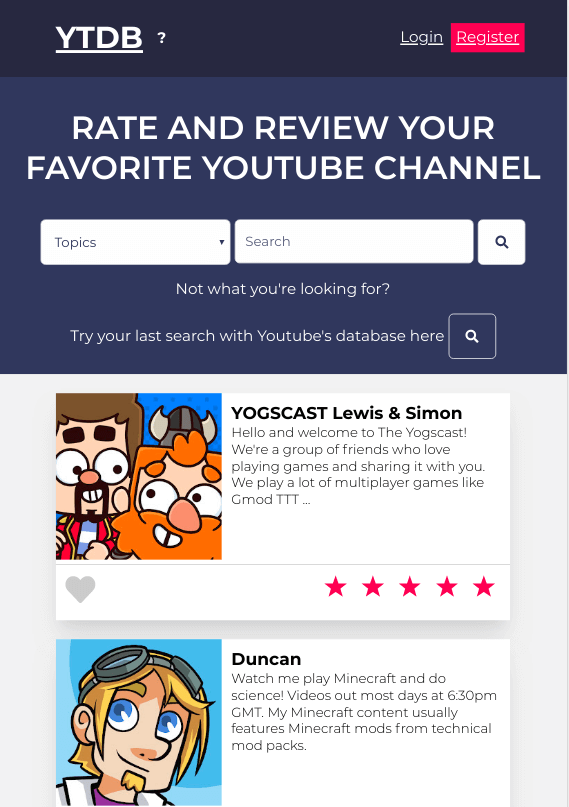 YTDB ? Login Register
RATE AND REVIEW YOUR
FAVORITE YOUTUBE CHANNEL
Topics Search
Not what you're looking for?
Try your last search with Youtube's database here
YOGSCAST Lewis & Simon
Hello and welcome to The Yogscast!
We're a group of friends who love
playing games and sharing it with you.
We play a lot of multiplayer games like
Gmod TTT ...
Duncan
Watch me play Minecraft and do
science! Videos out most days at 6:30pm
GMT. My Minecraft content usually
features Minecraft mods from technical
mod packs.